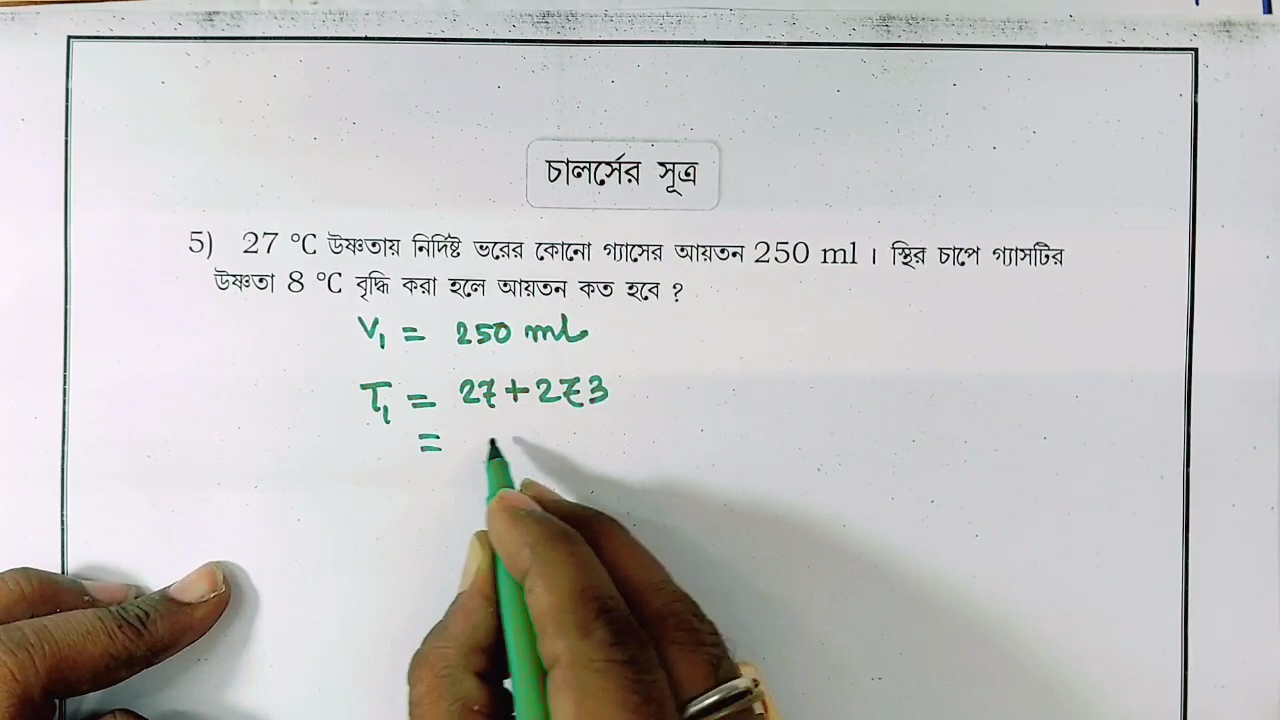 চালর্সের সূত্র
5) 27 °C উষ্ণতায় নির্দিষ্ট ভরের কোনো গ্যাসের আয়তন 250 ml । স্থির চাপে গ্যাসটির
উষ্ণতা 8 °C বৃদ্ধি করা হলে আয়তন কত হবে ?
V₁ = 250 ml
T₁ = 27 + 273
=